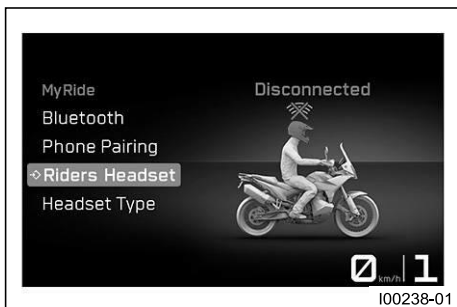 MyRide
Disconnected
Bluetooth
Phone Pairing
Riders Headset
Headset Type
0 km/h 1
I00238-01